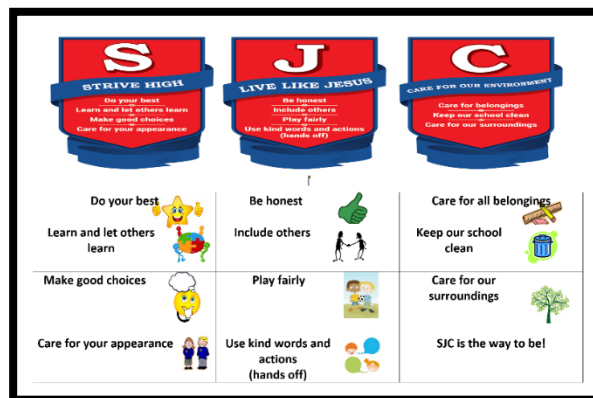 S
STRIVE HIGH
Do your best
Learn and let others learn
Make good choices
Care for your appearance
J
LIVE LIKE JESUS
Be honest
Include others
Play fairly
Use kind words and actions
(hands off)
C
CARE FOR OUR ENVIRONMENT
Care for belongings
Keep our school clean
Care for our surroundings
Do your best
Be honest
Care for all belongings
Learn and let others
learn
Include others
Keep our school
clean
Make good choices
Play fairly
Care for our
surroundings
Care for your appearance
Use kind words and
actions
(hands off)
SJC is the way to be!